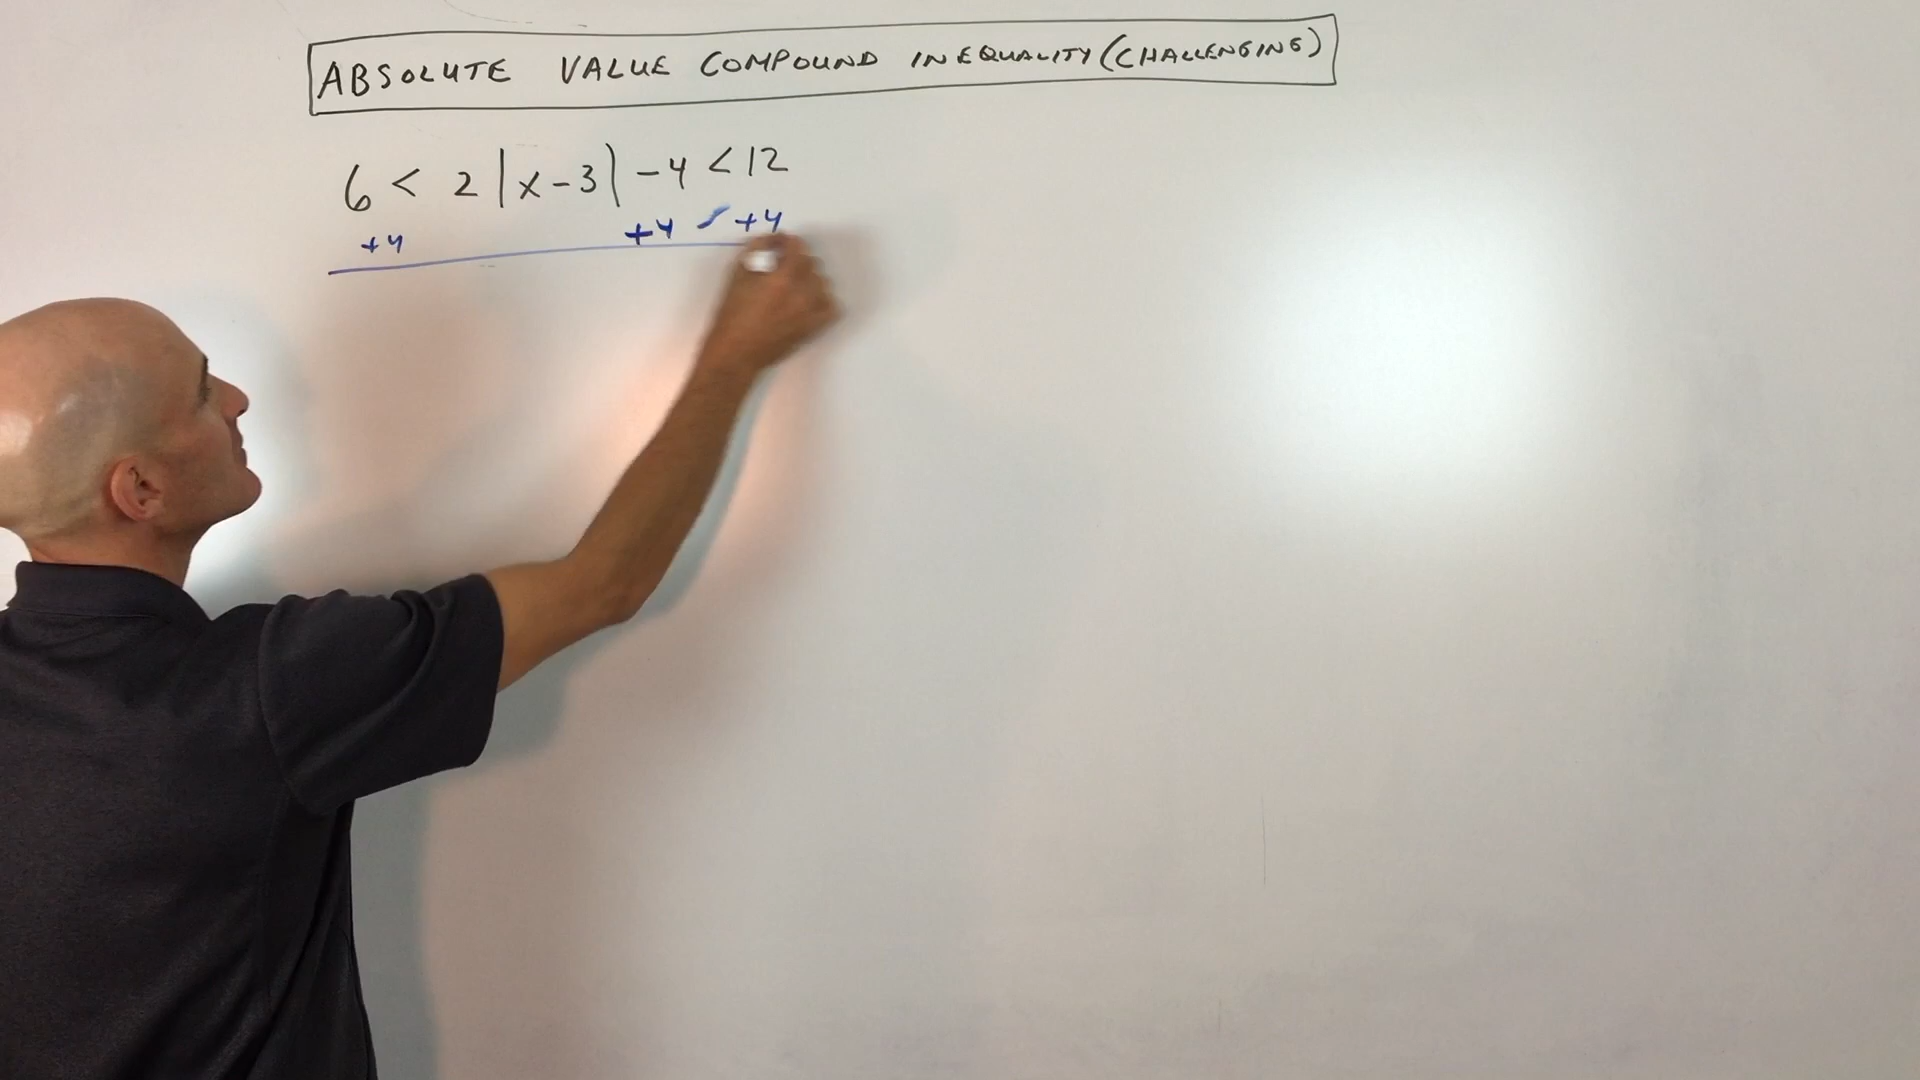 ABSOLUTE VALUE COMPOUND INEQUALITY (CHALLENGING)
6 < 2 |x-3| -4 < 12
+4 +4 +4